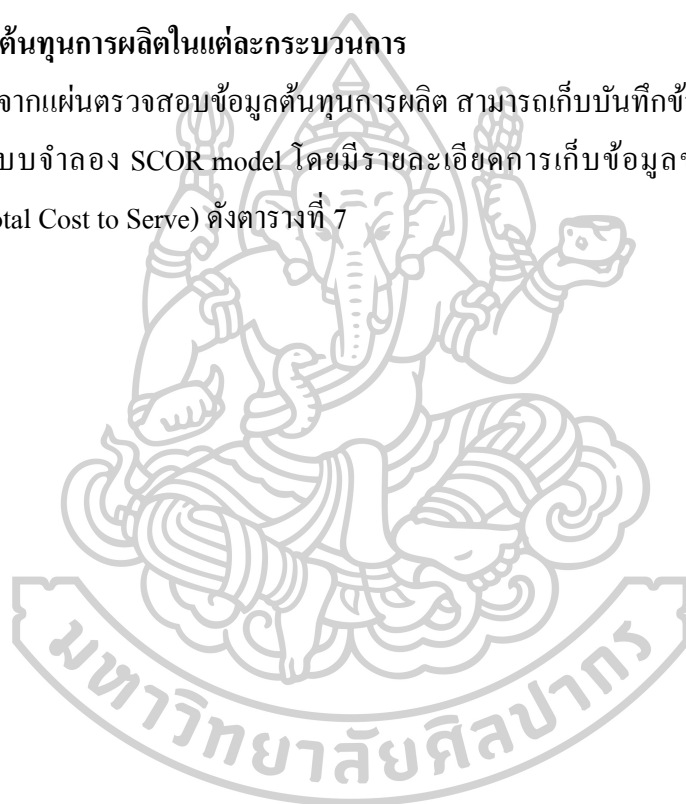 ต้นทุนการผลิตในแต่ละกระบวนการ
จากแผ่นตรวจสอบข้อมูลต้นทุนการผลิต สามารถเก็บบันทึกข้
บบจำลอง SCOR model โดยมีรายละเอียดการเก็บข้อมูล
otal Cost to Serve) ดังตารางที่ 7
มหาวิทยาลัยศิลปากร